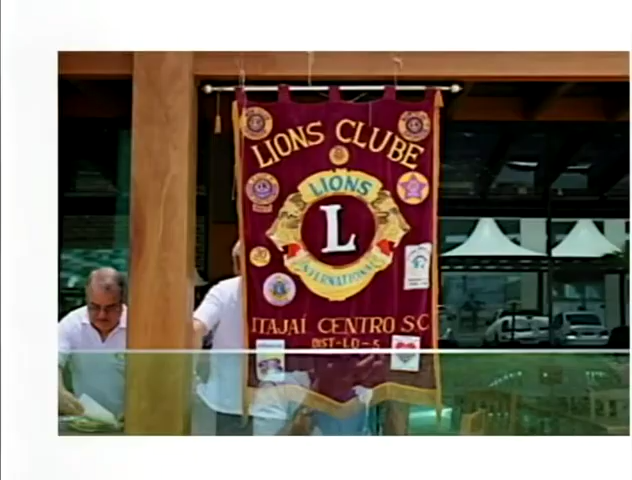 LIONS CLUBE
LIONS
L
INTERNATIONAL
ITAJAÍ CENTRO SC
DIST-LD-5